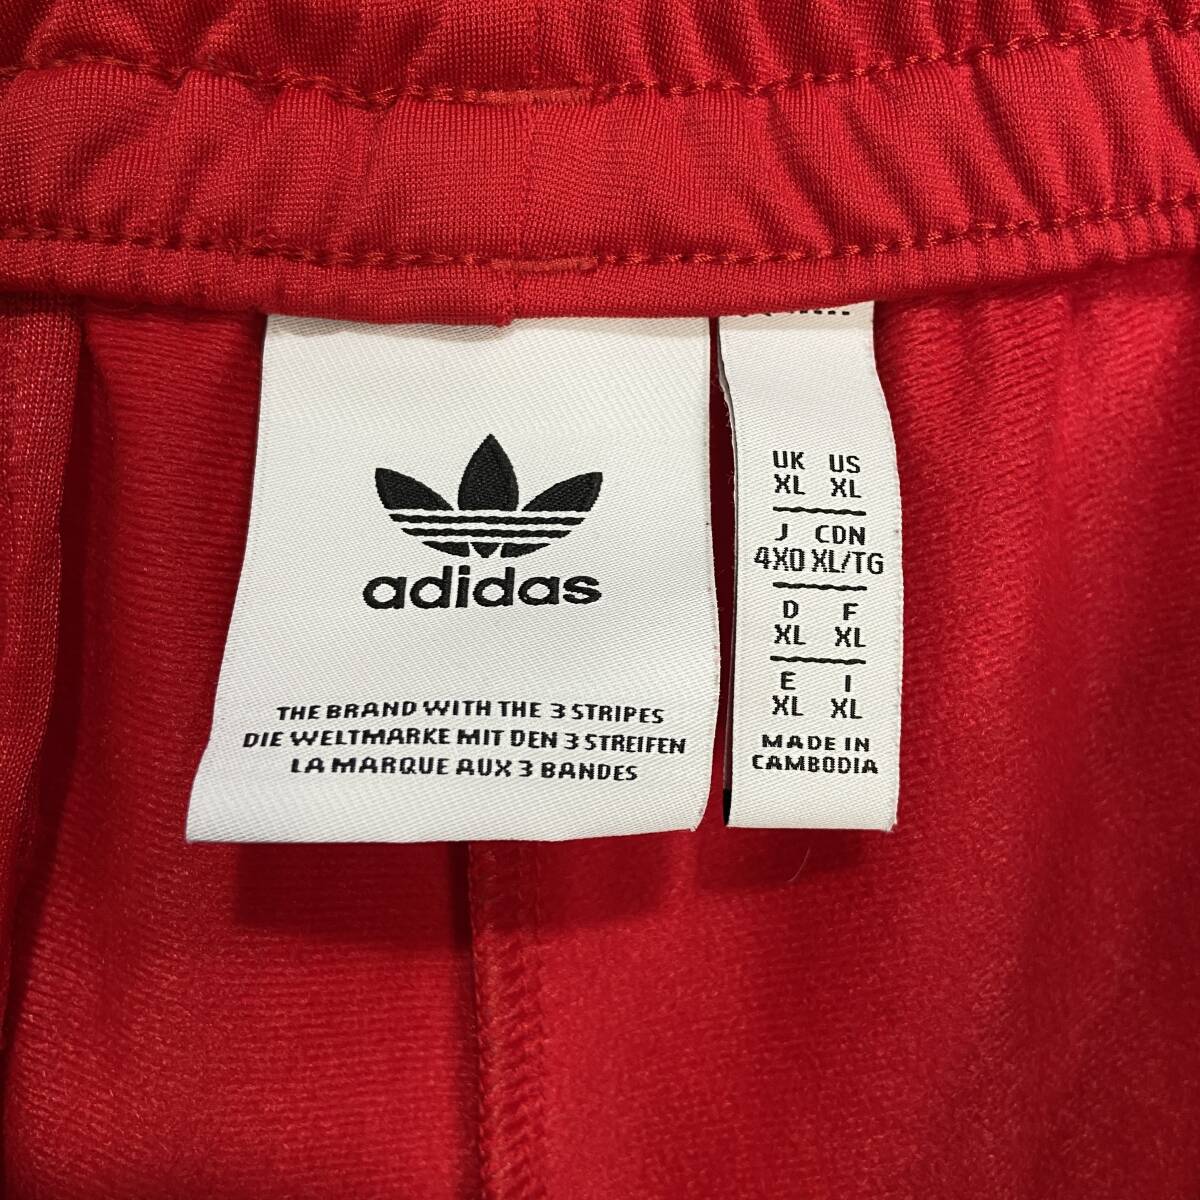 adidas
THE BRAND WITH THE 3 STRIPES
DIE WELTMARKE MIT DEN 3 STREIFEN
LA MARQUE AUX 3 BANDES
UK US
XL XL
J CDN
4XO XL/TG
D F
XL XL
E I
XL XL
MADE IN
CAMBODIA